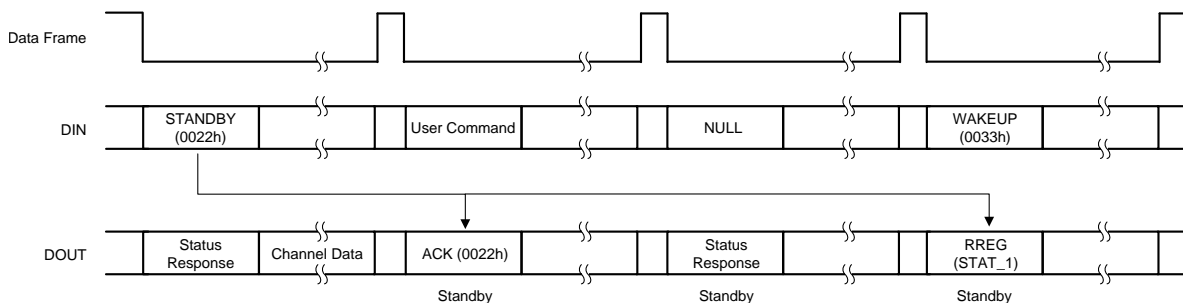 Data Frame
DIN
STANDBY
(0022h)
User Command
NULL
WAKEUP
(0033h)
DOUT
Status
Response
Channel Data
ACK (0022h)
Status
Response
RREG
(STAT_1)
Standby
Standby
Standby